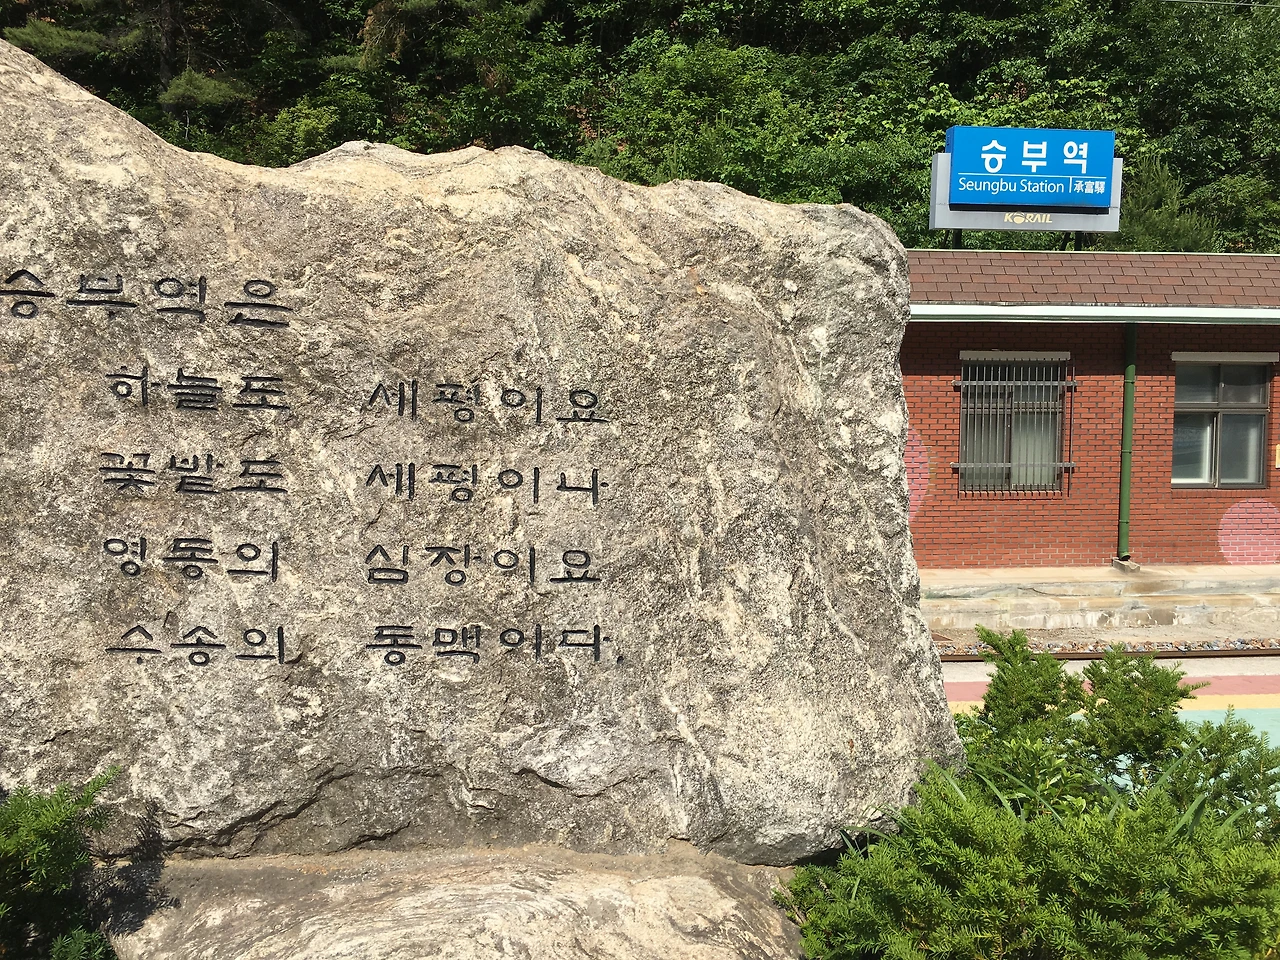 승부역은
하늘도 세평이요
꽃밭도 세평이나
영동의 심장이요
수송의 동맥이다.
승부역
Seungbu Station 承富驛
KORAIL